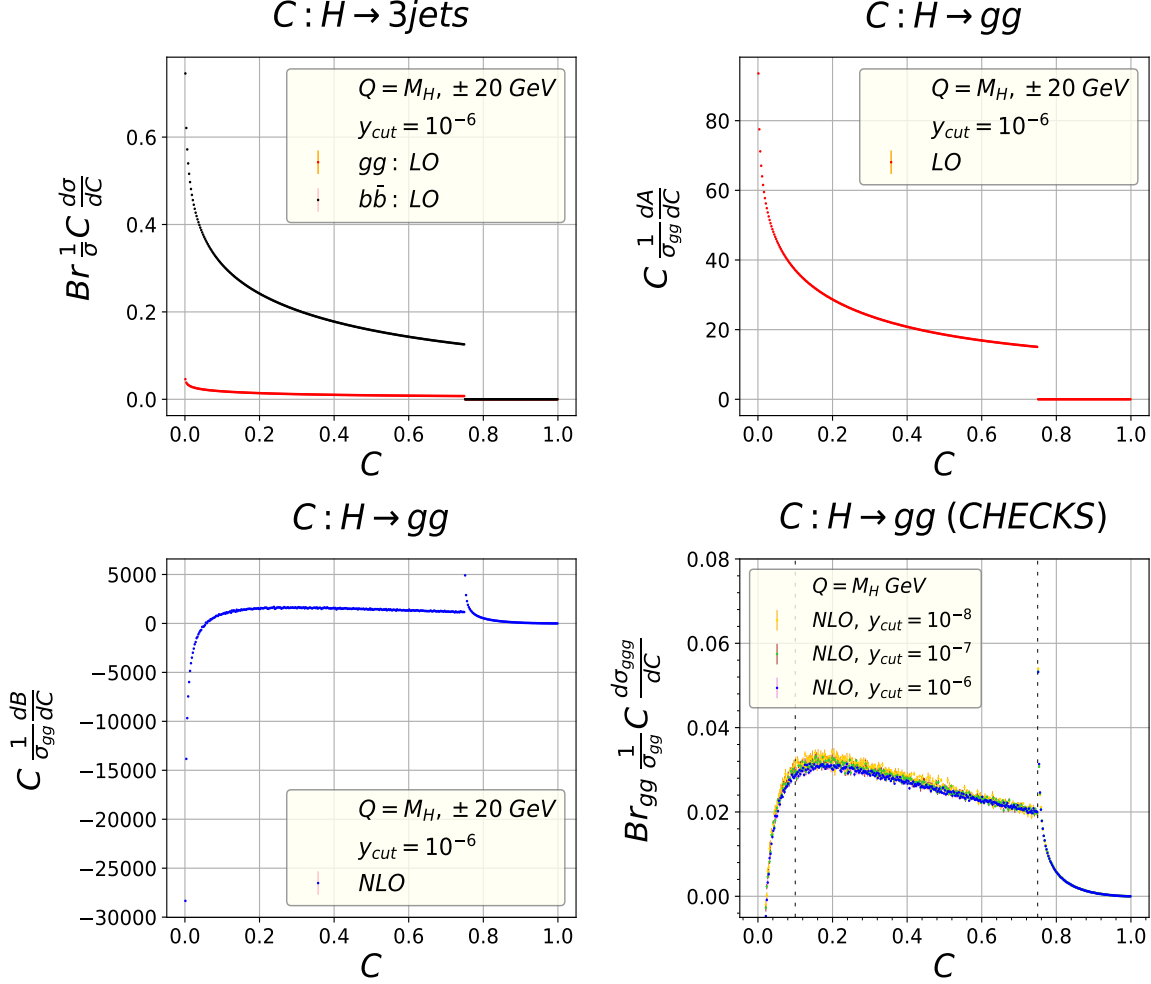 C : H → 3jets
Q = M_H, ± 20 GeV
y_cut = 10^−6
gg : LO
bb̄ : LO
0.6
0.4
0.2
0.0
Br 1/σ C dσ/dC
0.0 0.2 0.4 0.6 0.8 1.0
C
C : H → gg
Q = M_H, ± 20 GeV
y_cut = 10^−6
LO
80
60
40
20
0
C 1/σ_gg dA/dC
0.0 0.2 0.4 0.6 0.8 1.0
C
C : H → gg
5000
0
−5000
−10000
−15000
−20000
−25000
−30000
C 1/σ_gg dB/dC
Q = M_H, ± 20 GeV
y_cut = 10^−6
NLO
0.0 0.2 0.4 0.6 0.8 1.0
C
C : H → gg (CHECKS)
0.08
0.06
0.04
0.02
0.00
Br_gg 1/σ_gg C dσ_ggg/dC
Q = M_H GeV
NLO, y_cut = 10^−8
NLO, y_cut = 10^−7
NLO, y_cut = 10^−6
0.0 0.2 0.4 0.6 0.8 1.0
C